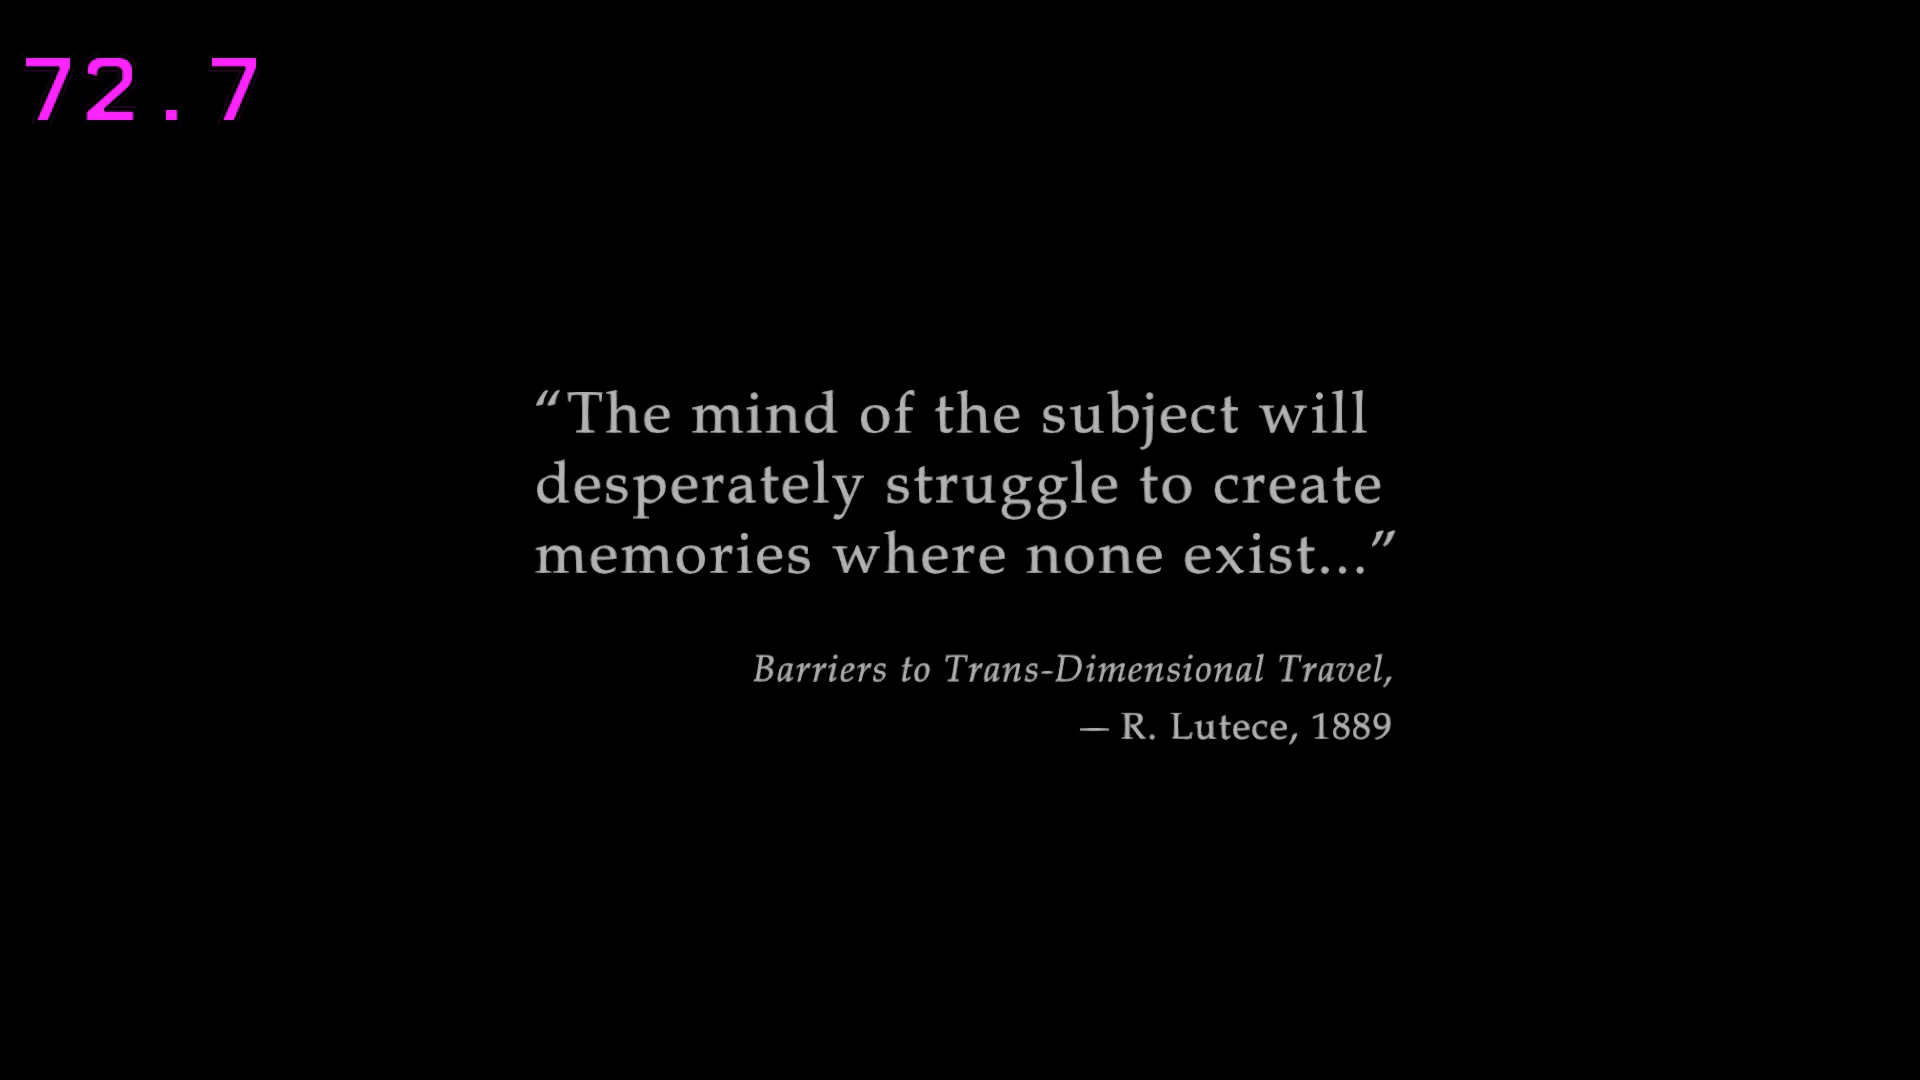 72.7
“The mind of the subject will
desperately struggle to create
memories where none exist...”
Barriers to Trans-Dimensional Travel,
— R. Lutece, 1889